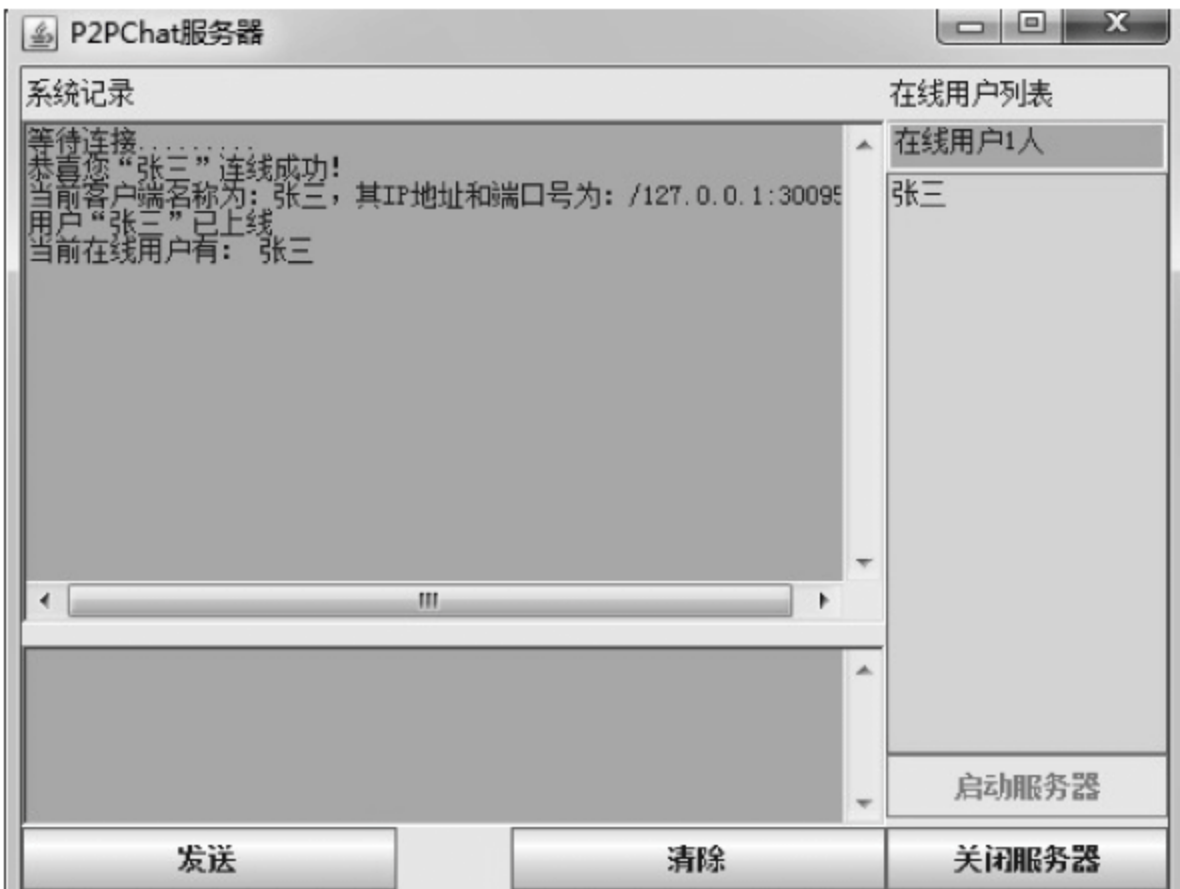 P2PChat服务器
系统记录
等待连接.........
恭喜您“张三”连线成功!
当前客户端名称为: 张三，其IP地址和端口号为: /127.0.0.1:30095
用户“张三”已上线
当前在线用户有: 张三
在线用户列表
在线用户1人
张三
启动服务器
发送
清除
关闭服务器